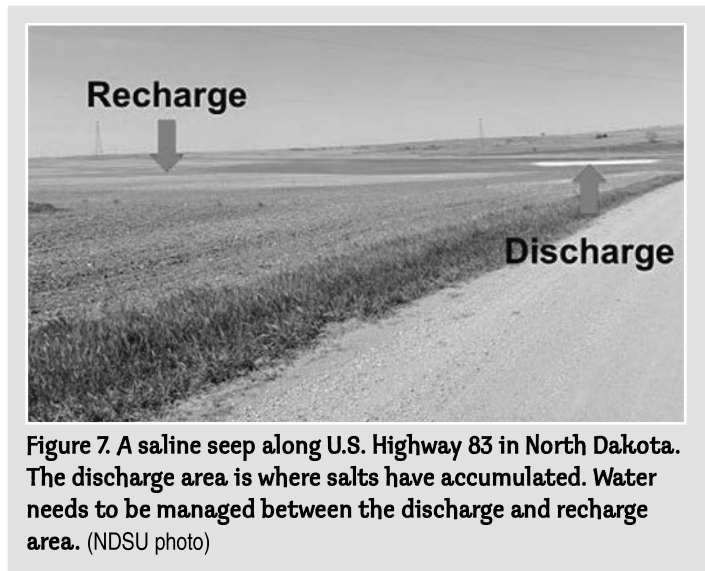 Recharge
Discharge
Figure 7. A saline seep along U.S. Highway 83 in North Dakota.
The discharge area is where salts have accumulated. Water
needs to be managed between the discharge and recharge
area. (NDSU photo)